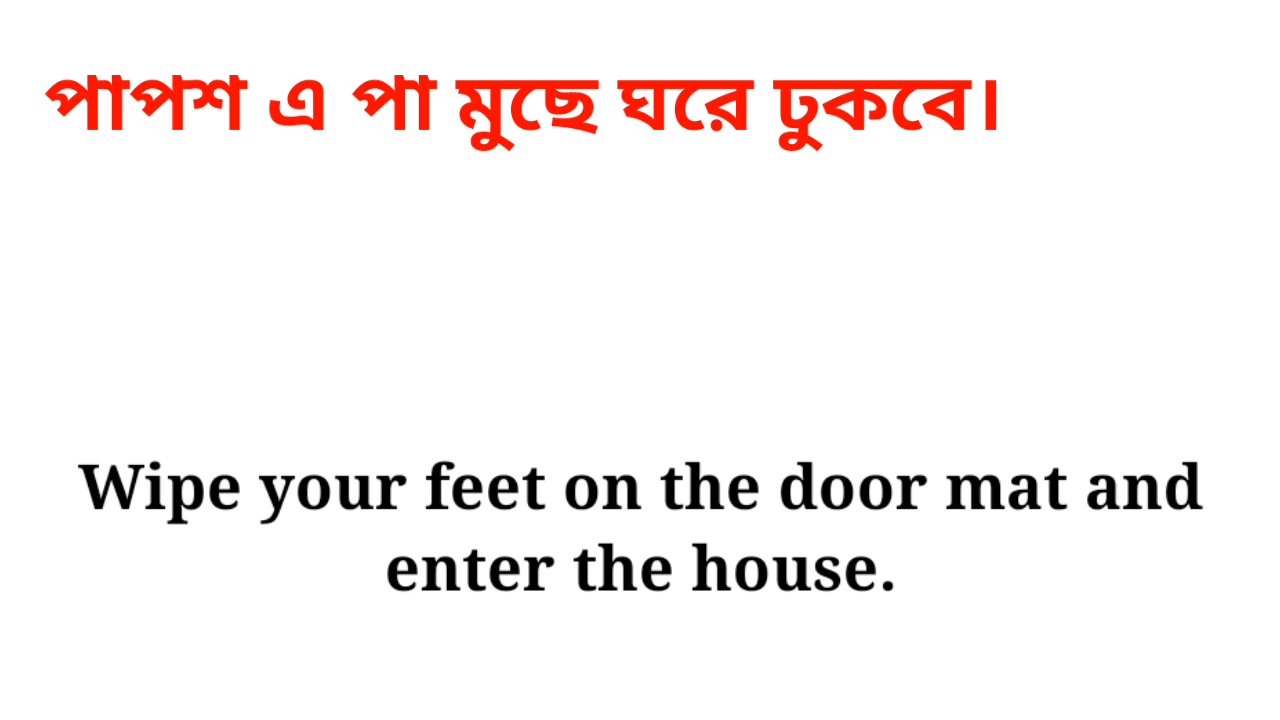 পাপশ এ পা মুছে ঘরে ঢুকবে।
Wipe your feet on the door mat and
enter the house.